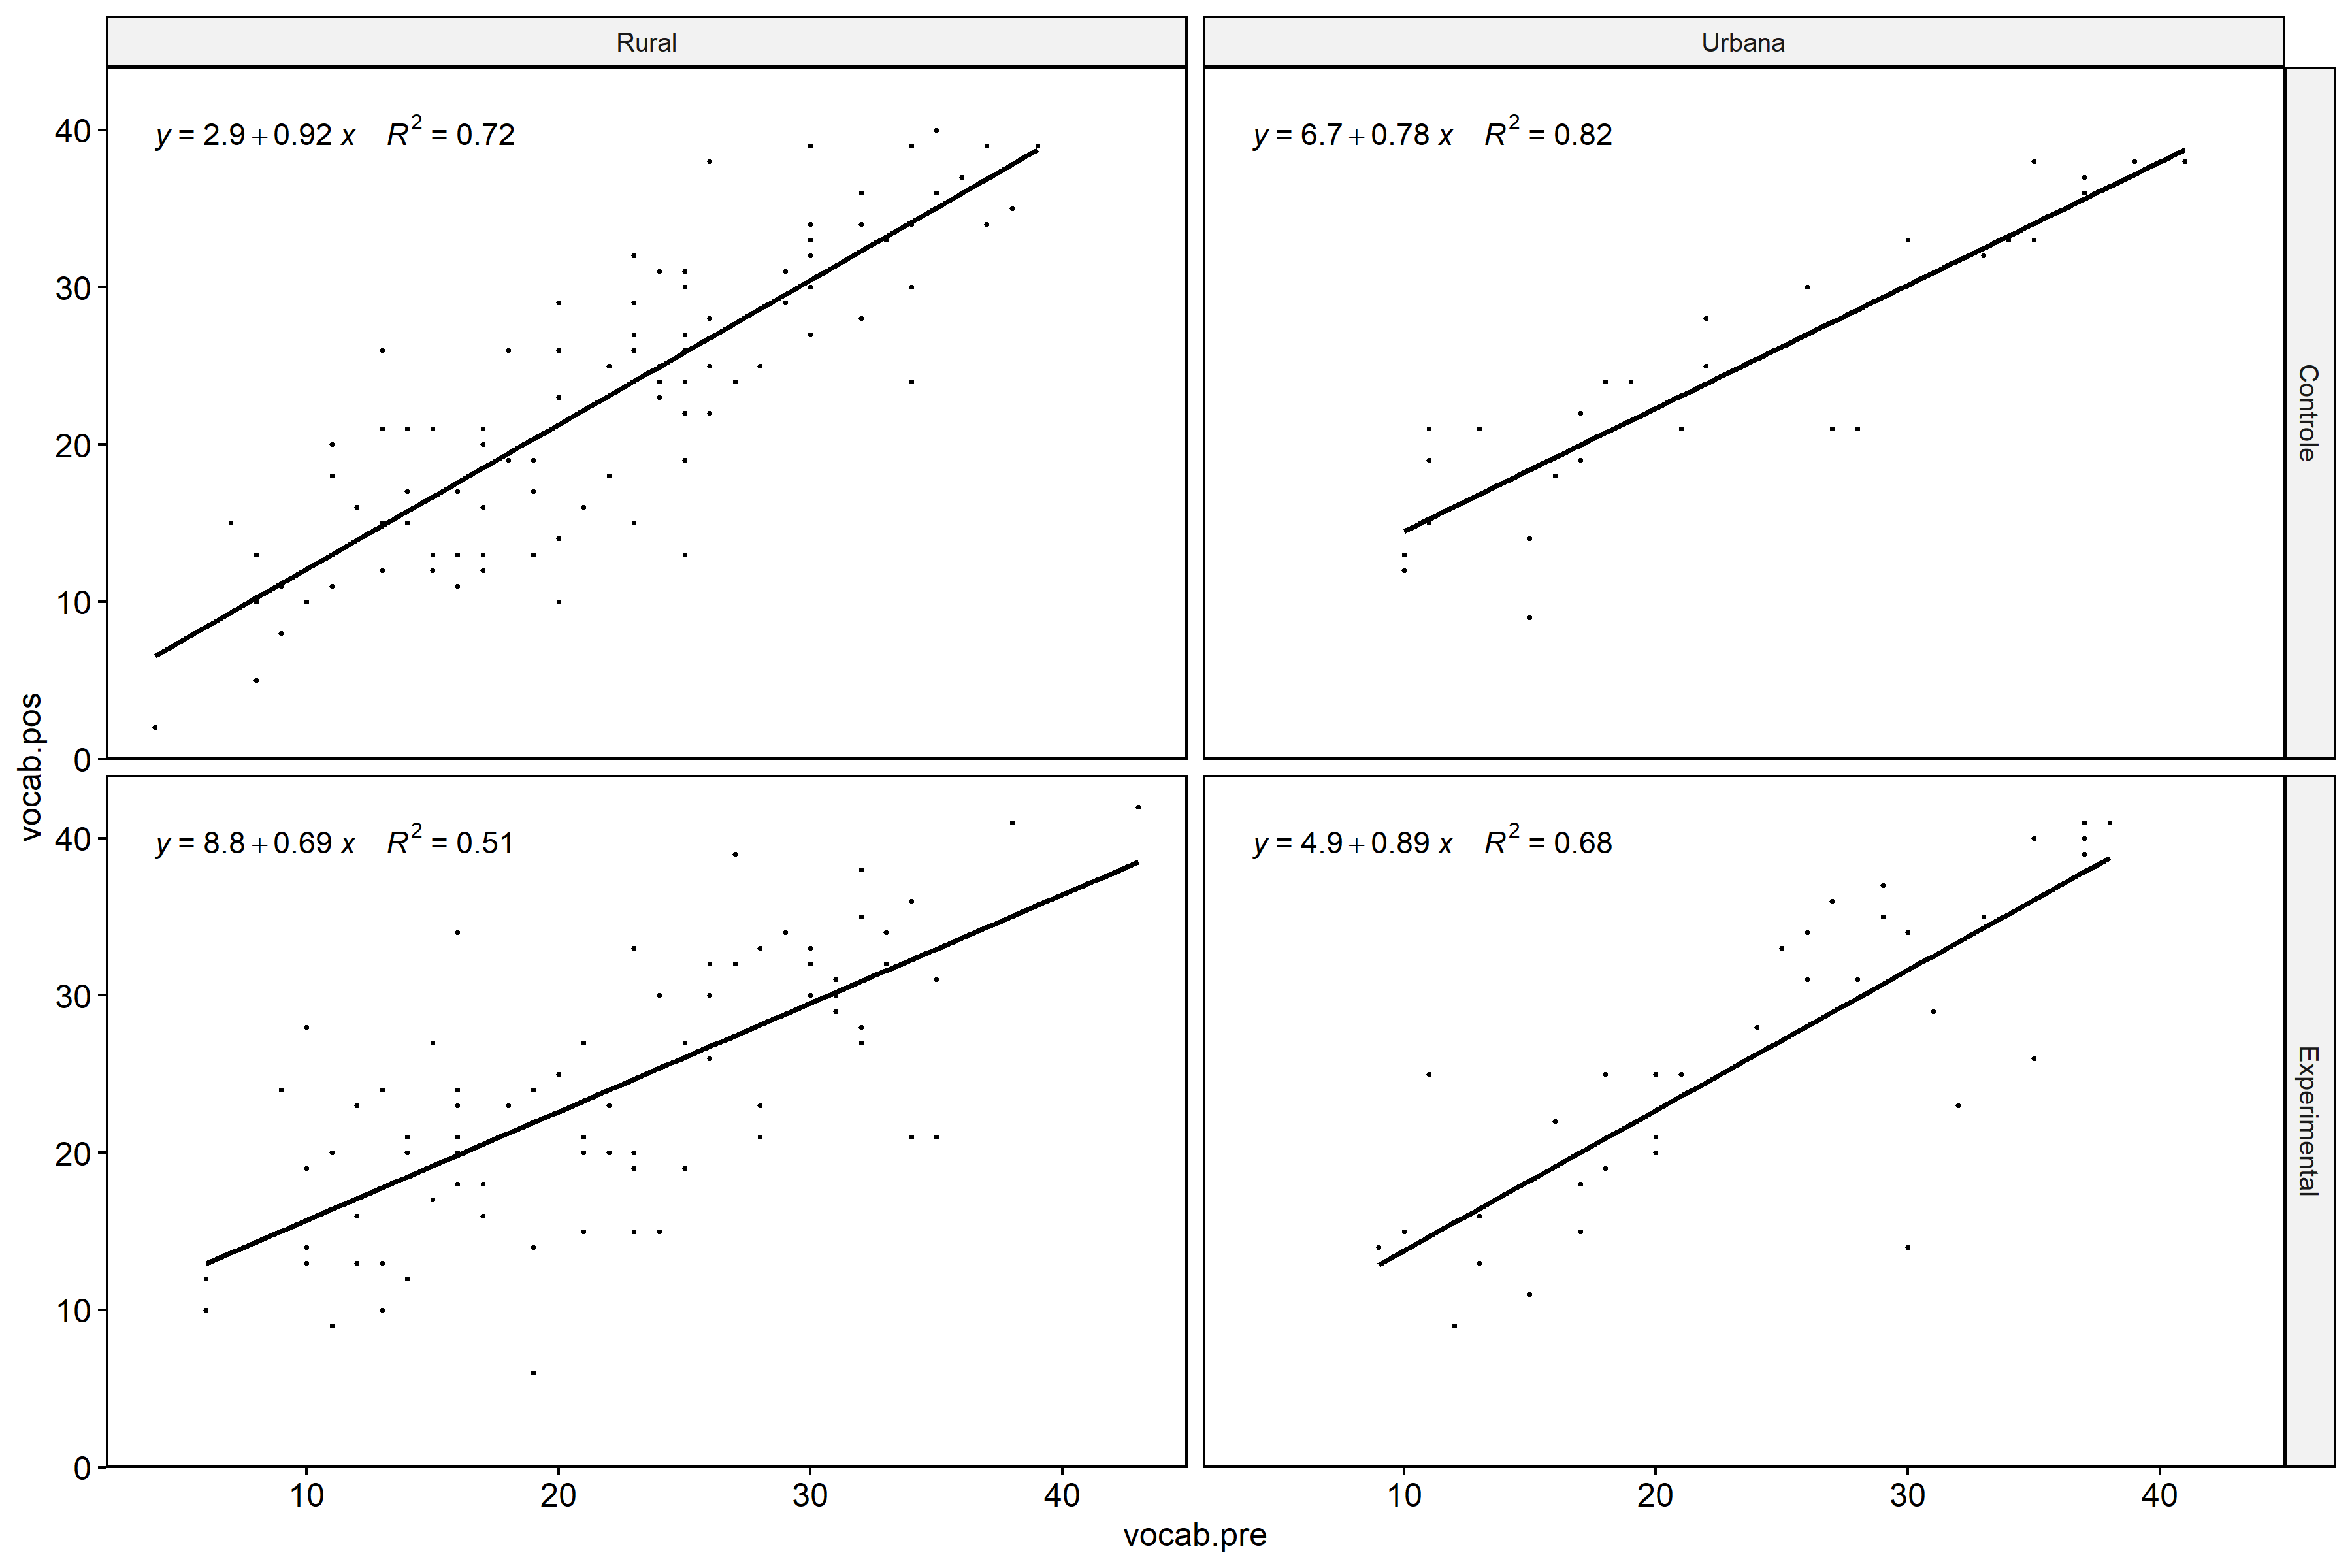 Rural
Urbana
y = 2.9 + 0.92 x R² = 0.72
y = 6.7 + 0.78 x R² = 0.82
40
30
20
10
0
Controle
y = 8.8 + 0.69 x R² = 0.51
y = 4.9 + 0.89 x R² = 0.68
40
30
20
10
0
Experimental
vocab.pos
10 20 30 40
10 20 30 40
vocab.pre